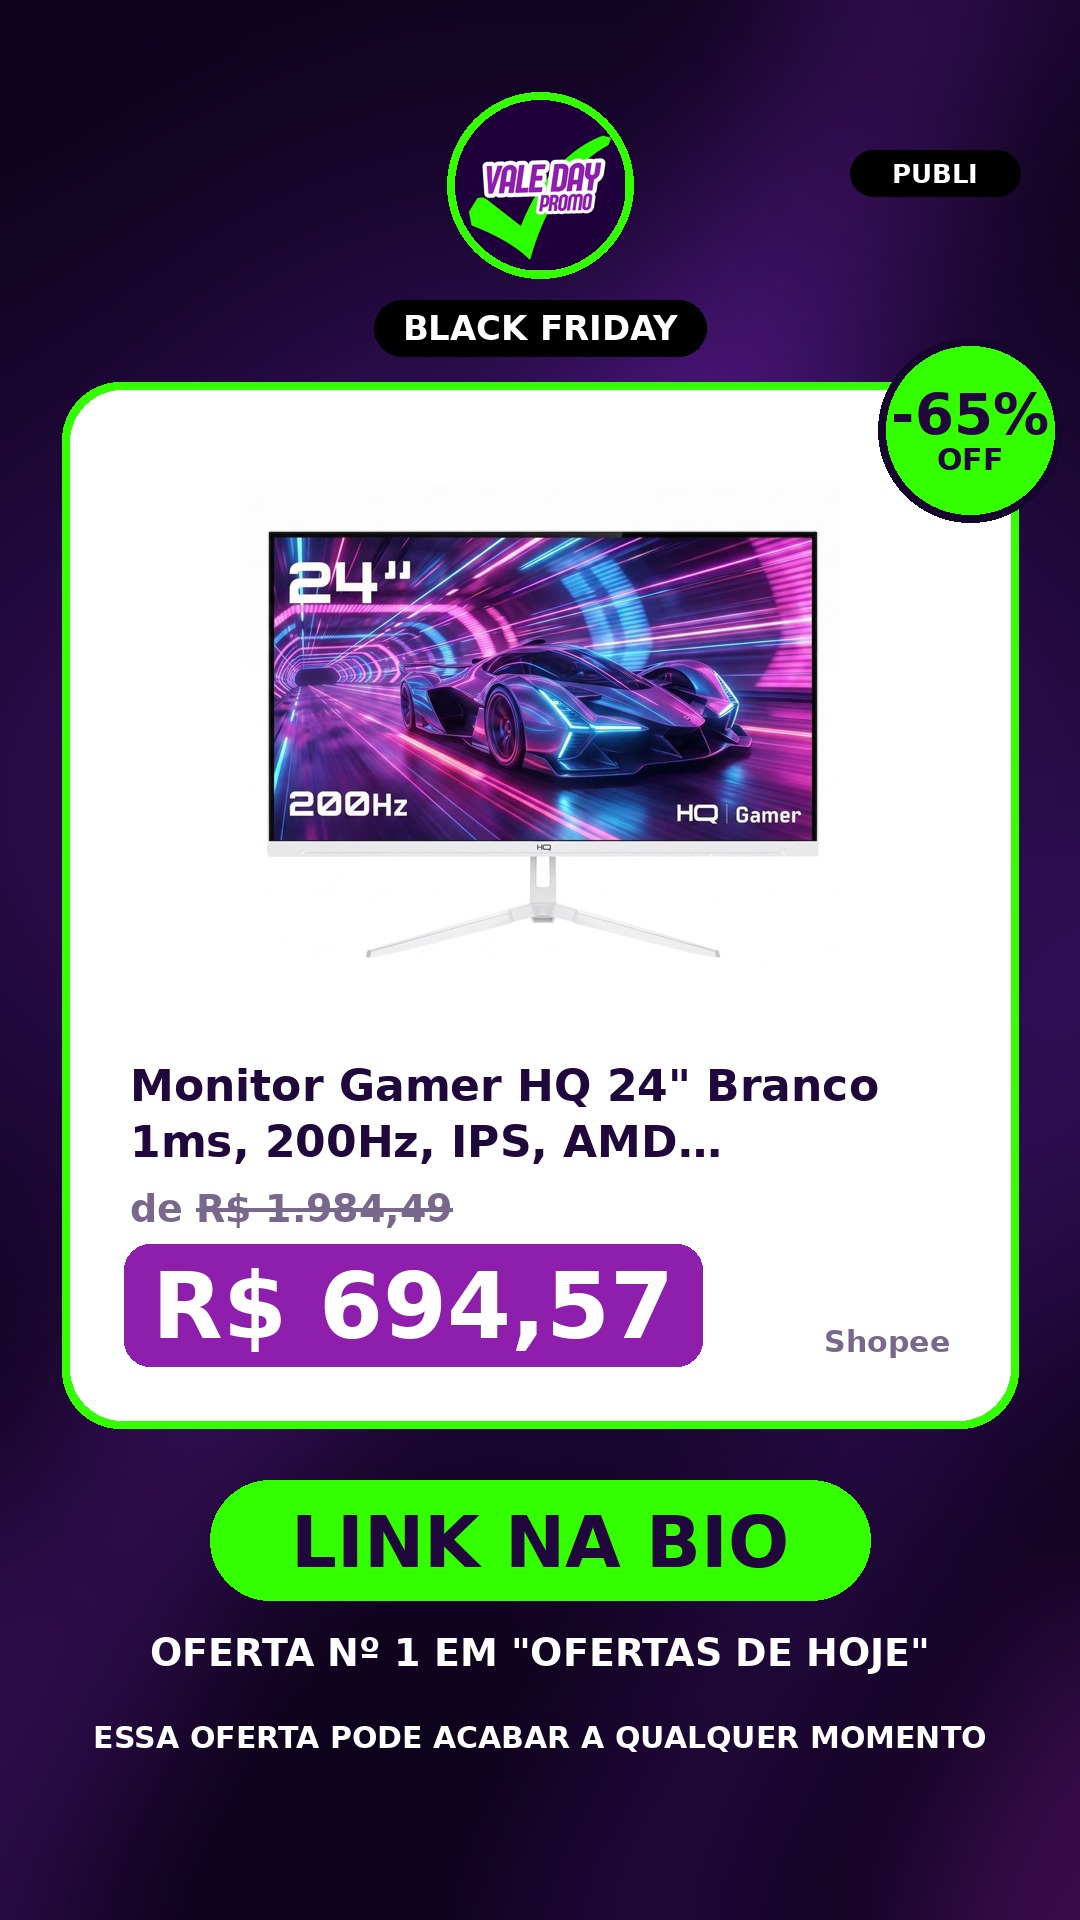 VALE DAY
PROMO
PUBLI
BLACK FRIDAY
-65%
OFF
24"
200Hz
HQ | Gamer
HQ
Monitor Gamer HQ 24" Branco
1ms, 200Hz, IPS, AMD...
de R$ 1.984,49
R$ 694,57
Shopee
LINK NA BIO
OFERTA Nº 1 EM "OFERTAS DE HOJE"
ESSA OFERTA PODE ACABAR A QUALQUER MOMENTO